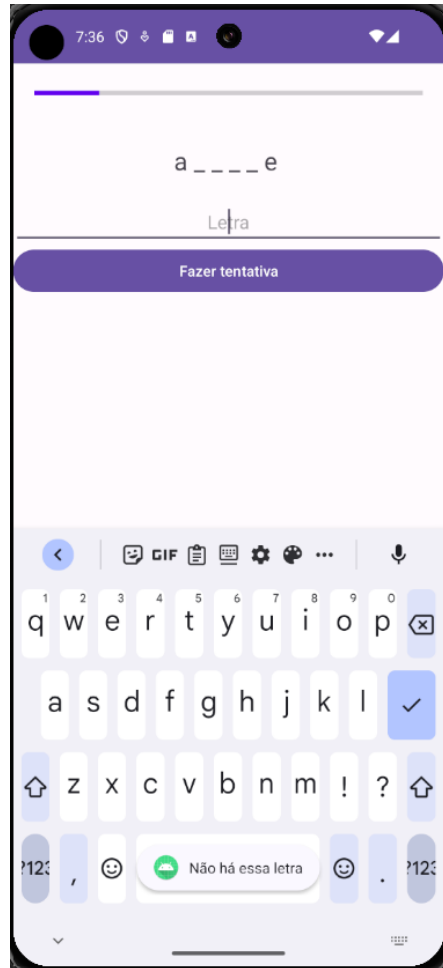 7:36
a _ _ _ _ e
Letra
Fazer tentativa
GIF
1 2 3 4 5 6 7 8 9 0
q w e r t y u i o p
a s d f g h j k l
z x c v b n m ! ?
?123 , . ?123
Não há essa letra